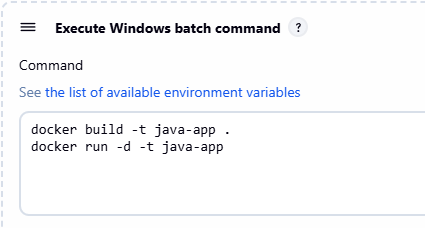 Execute Windows batch command ?
Command
See the list of available environment variables
docker build -t java-app .
docker run -d -t java-app